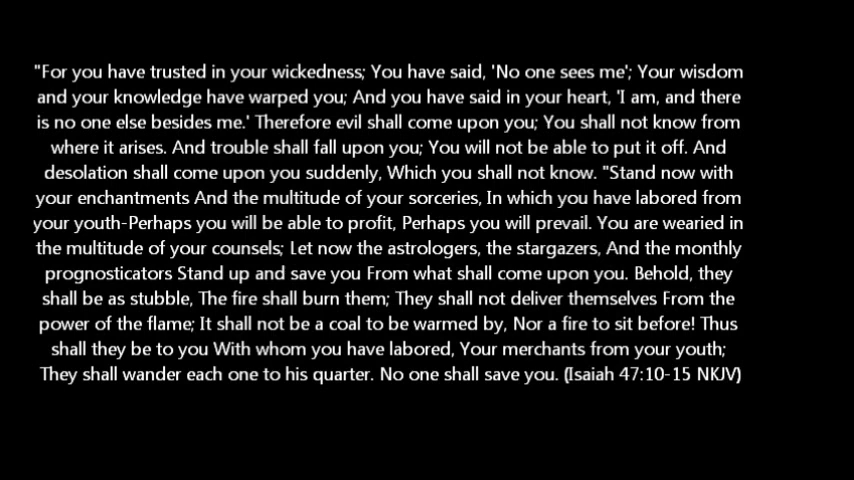 "For you have trusted in your wickedness; You have said, 'No one sees me'; Your wisdom
and your knowledge have warped you; And you have said in your heart, 'I am, and there
is no one else besides me.' Therefore evil shall come upon you; You shall not know from
where it arises. And trouble shall fall upon you; You will not be able to put it off. And
desolation shall come upon you suddenly, Which you shall not know. "Stand now with
your enchantments And the multitude of your sorceries, In which you have labored from
your youth-Perhaps you will be able to profit, Perhaps you will prevail. You are wearied in
the multitude of your counsels; Let now the astrologers, the stargazers, And the monthly
prognosticators Stand up and save you From what shall come upon you. Behold, they
shall be as stubble, The fire shall burn them; They shall not deliver themselves From the
power of the flame; It shall not be a coal to be warmed by, Nor a fire to sit before! Thus
shall they be to you With whom you have labored, Your merchants from your youth;
They shall wander each one to his quarter. No one shall save you. (Isaiah 47:10-15 NKJV)